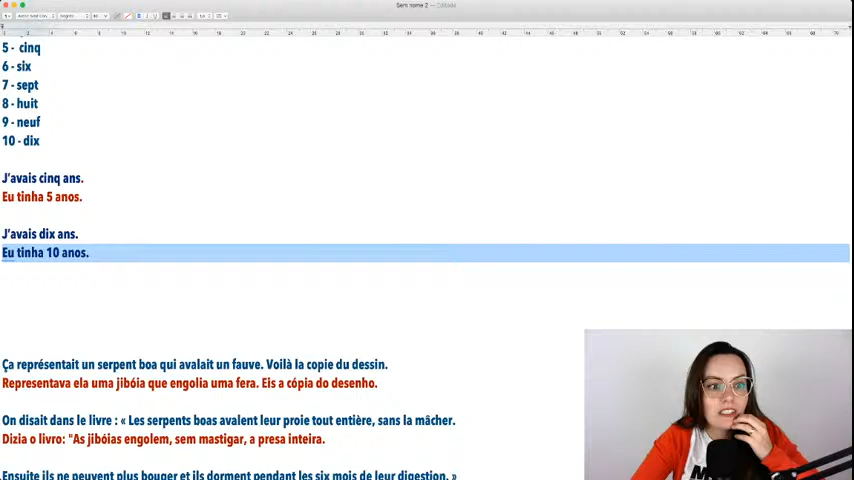 Sem nome 2 — Editado
5 - cinq
6 - six
7 - sept
8 - huit
9 - neuf
10 - dix
J'avais cinq ans.
Eu tinha 5 anos.
J'avais dix ans.
Eu tinha 10 anos.
Ça représentait un serpent boa qui avalait un fauve. Voilà la copie du dessin.
Representava ela uma jibóia que engolia uma fera. Eis a cópia do desenho.
On disait dans le livre : « Les serpents boas avalent leur proie tout entière, sans la mâcher.
Dizia o livro: "As jibóias engolem, sem mastigar, a presa inteira.
Ensuite ils ne peuvent plus bouger et ils dorment pendant les six mois de leur digestion. »